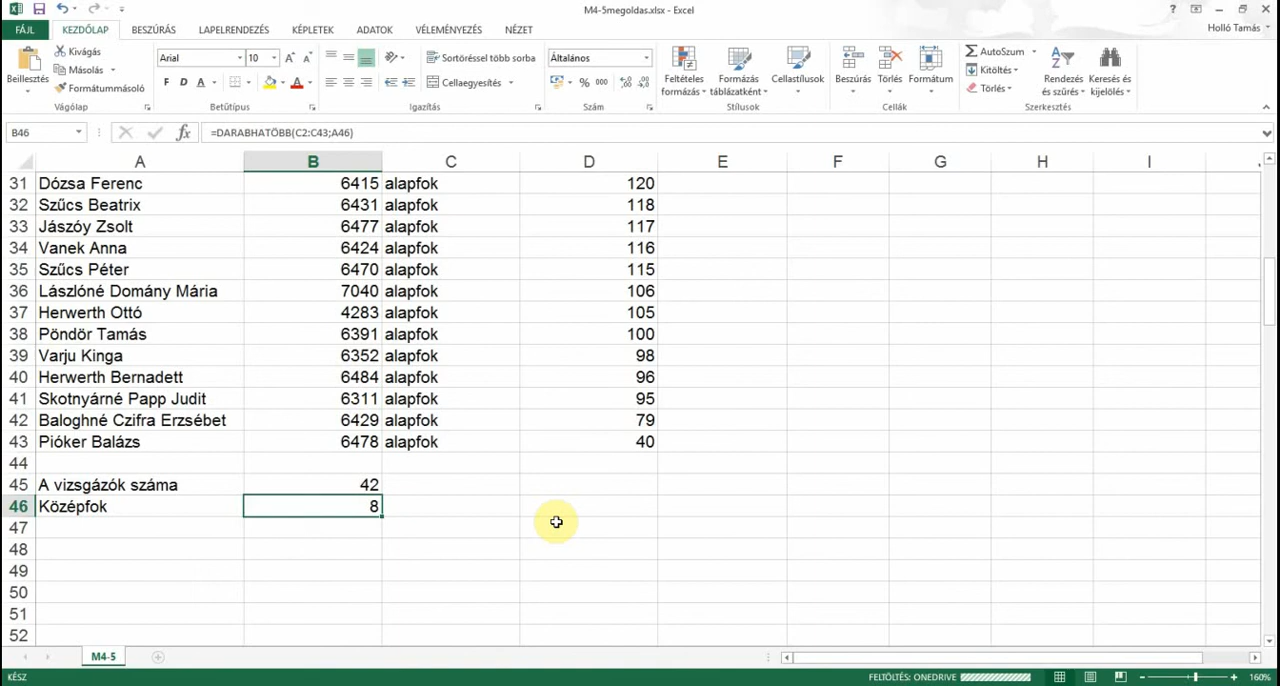 M4-5megoldas.xlsx - Excel
FÁJL KEZDŐLAP BESZÚRÁS LAPELRENDEZÉS KÉPLETEK ADATOK VÉLEMÉNYEZÉS NÉZET Holló Tamás
Beillesztés
Kivágás
Másolás
Formátummásoló
Vágólap
Arial 10
F D A
Betűtípus
Sortöréssel több sorba
Cellaegyesítés
Igazítás
Általános
% 000
Szám
Feltételes formázás
Formázás táblázatként
Cellastílusok
Stílusok
Beszúrás Törlés Formátum
Cellák
AutoSzum
Kitöltés
Törlés
Rendezés és szűrés
Keresés és kijelölés
Szerkesztés
B46 fx =DARABHATÖBB(C2:C43;A46)
A B C D E F G H I
31 Dózsa Ferenc 6415 alapfok 120
32 Szűcs Beatrix 6431 alapfok 118
33 Jászóy Zsolt 6477 alapfok 117
34 Vanek Anna 6424 alapfok 116
35 Szűcs Péter 6470 alapfok 115
36 Lászlóné Domány Mária 7040 alapfok 106
37 Herwerth Ottó 4283 alapfok 105
38 Pöndör Tamás 6391 alapfok 100
39 Varju Kinga 6352 alapfok 98
40 Herwerth Bernadett 6484 alapfok 96
41 Skotnyárné Papp Judit 6311 alapfok 95
42 Baloghné Czifra Erzsébet 6429 alapfok 79
43 Pióker Balázs 6478 alapfok 40
44
45 A vizsgázók száma 42
46 Középfok 8
47
48
49
50
51
52
M4-5
KÉSZ FELTÖLTÉS: ONEDRIVE 160%